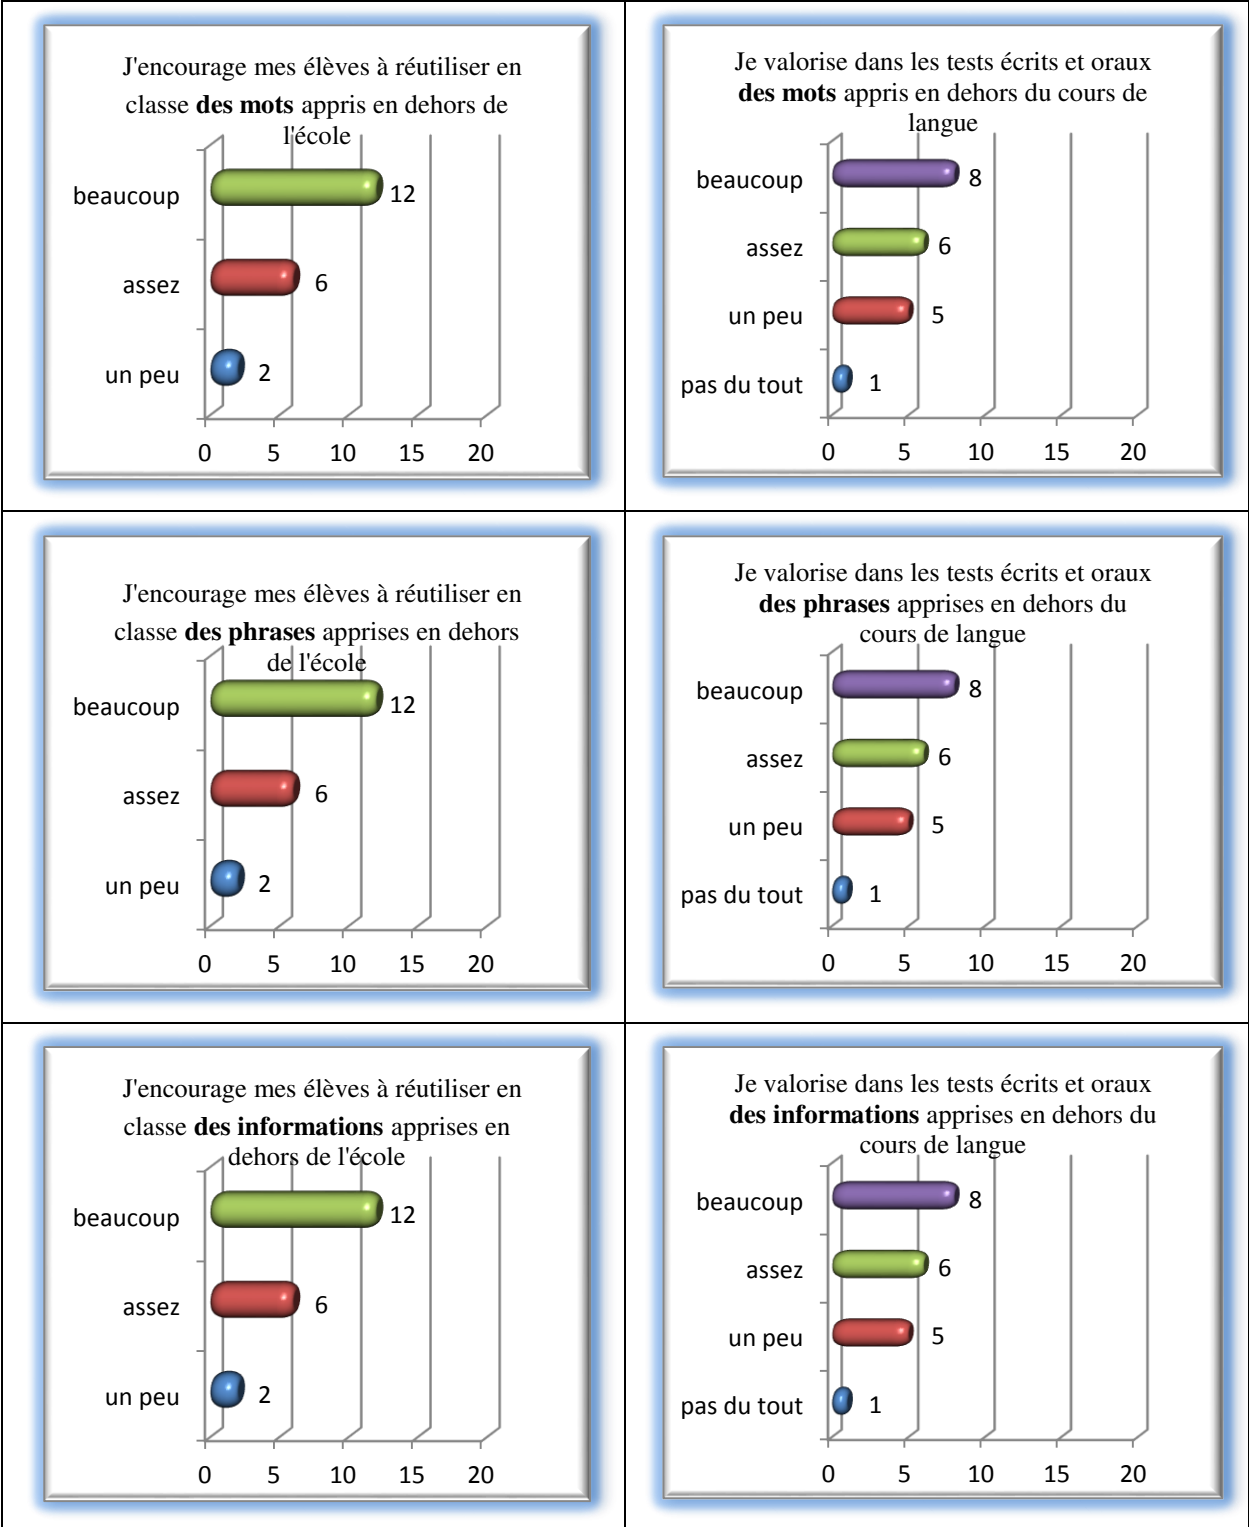 J'encourage mes élèves à réutiliser en
classe des mots appris en dehors de
l'école
beaucoup
12
assez
6
un peu
2
0 5 10 15 20
Je valorise dans les tests écrits et oraux
des mots appris en dehors du cours de
langue
beaucoup
8
assez
6
un peu
5
pas du tout
1
0 5 10 15 20
J'encourage mes élèves à réutiliser en
classe des phrases apprises en dehors
de l'école
beaucoup
12
assez
6
un peu
2
0 5 10 15 20
Je valorise dans les tests écrits et oraux
des phrases apprises en dehors du
cours de langue
beaucoup
8
assez
6
un peu
5
pas du tout
1
0 5 10 15 20
J'encourage mes élèves à réutiliser en
classe des informations apprises en
dehors de l'école
beaucoup
12
assez
6
un peu
2
0 5 10 15 20
Je valorise dans les tests écrits et oraux
des informations apprises en dehors du
cours de langue
beaucoup
8
assez
6
un peu
5
pas du tout
1
0 5 10 15 20